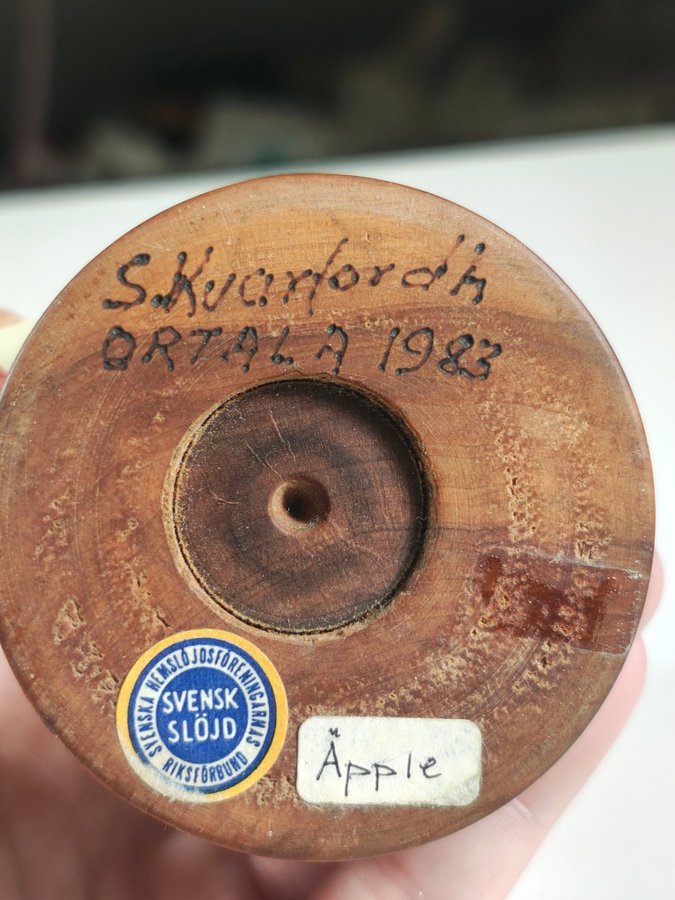 S.Kvarfordh
ORTALA 1983
SVENSKA HEMSLÖJDSFÖRENINGARNAS
SVENSK
SLÖJD
RIKSFÖRBUND
Äpple